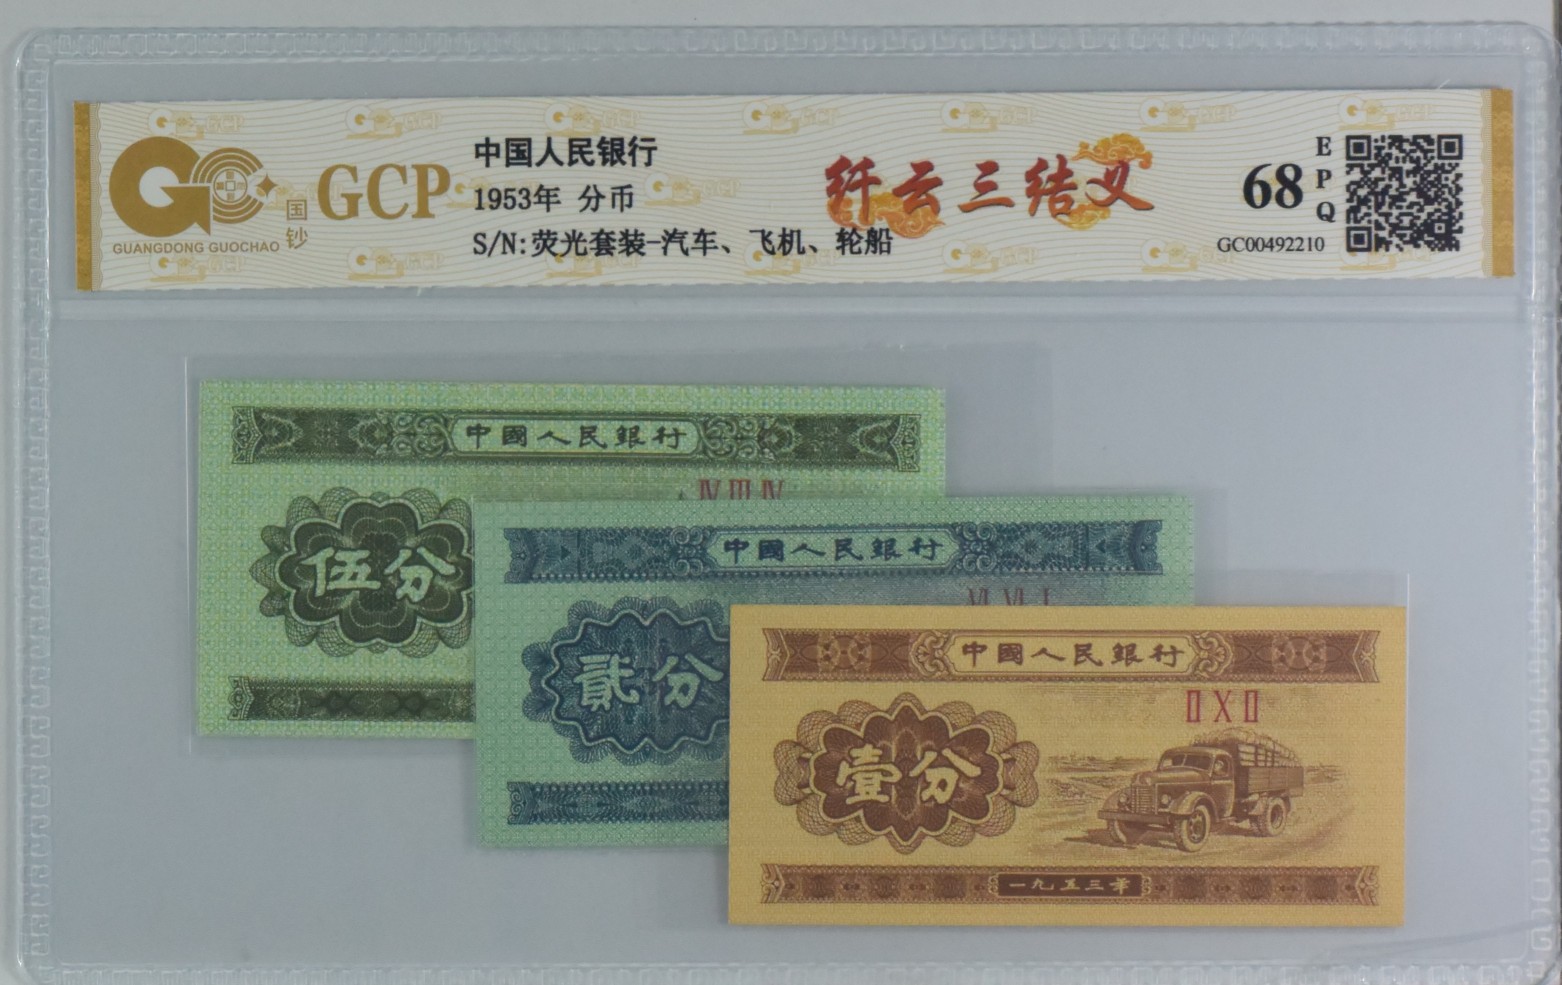 GCP
国钞
GUANGDONG GUOCHAO
中国人民银行
1953年 分币
S/N:荧光套装-汽车、飞机、轮船
纤云三结义
68
EPQ
GC00492210
中國人民銀行
ⅣⅢⅣ
伍分
中國人民銀行
ⅥⅥⅠ
貳分
中國人民銀行
ⅡⅩⅡ
壹分
一九五三年